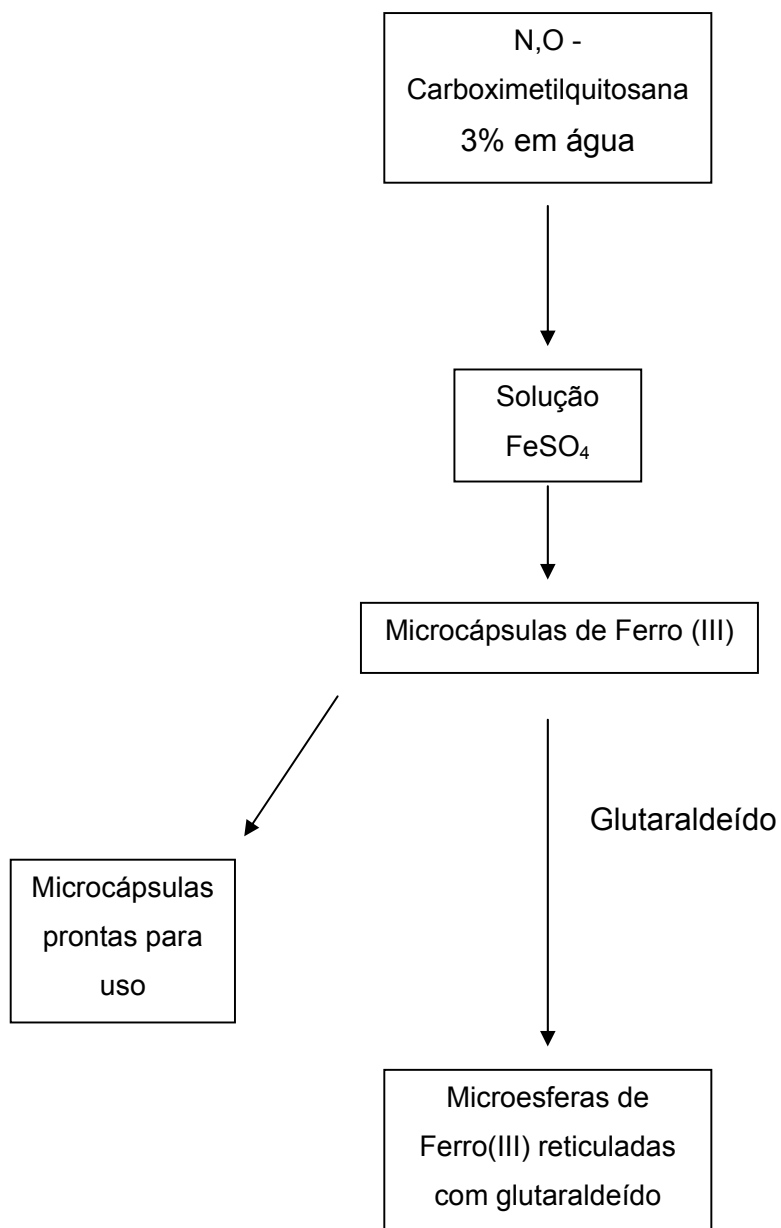 N,O -
Carboximetilquitosana
3% em água
Solução
FeSO₄
Microcápsulas de Ferro (III)
Glutaraldeído
Microcápsulas
prontas para
uso
Microesferas de
Ferro(III) reticuladas
com glutaraldeído